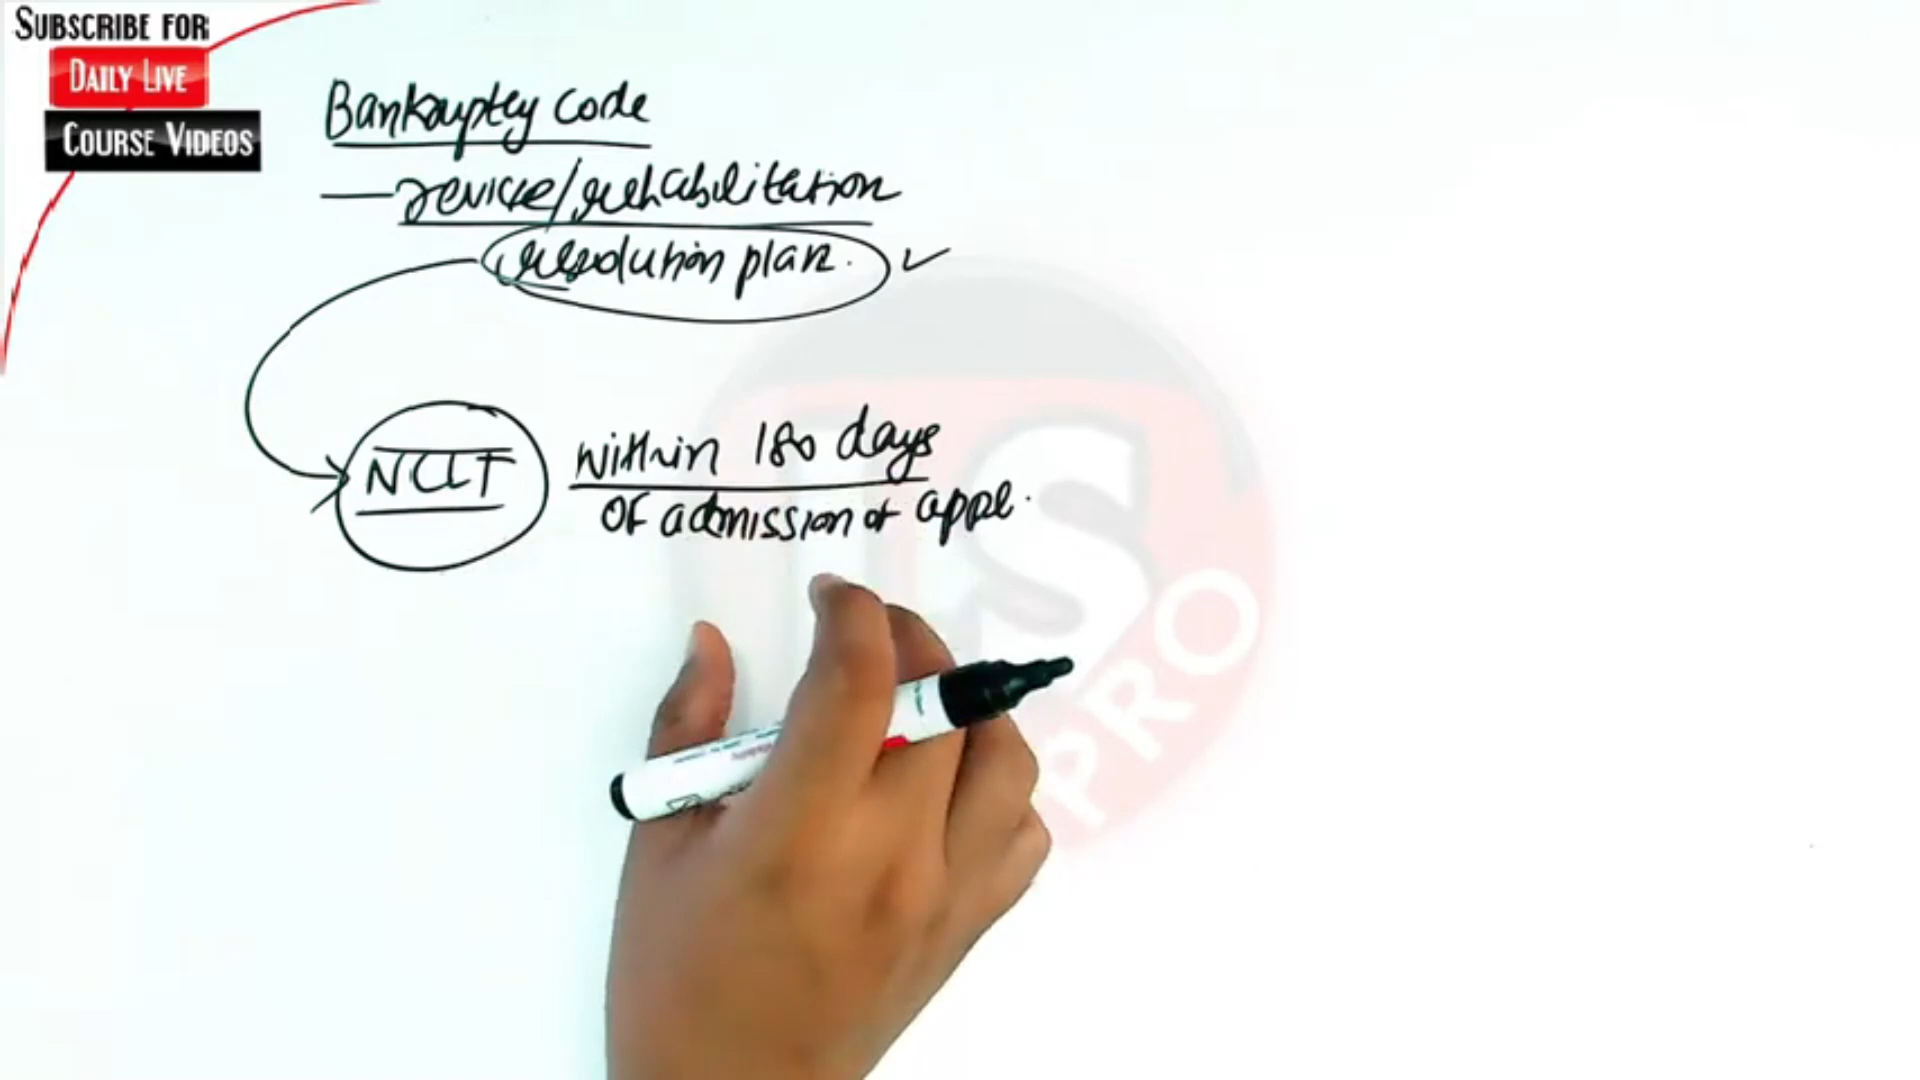 SUBSCRIBE FOR
DAILY LIVE
COURSE VIDEOS
Bankruptcy code
— revive/rehabilitation
resolution plan.
NCLT within 180 days
of admission of appl.
PRO